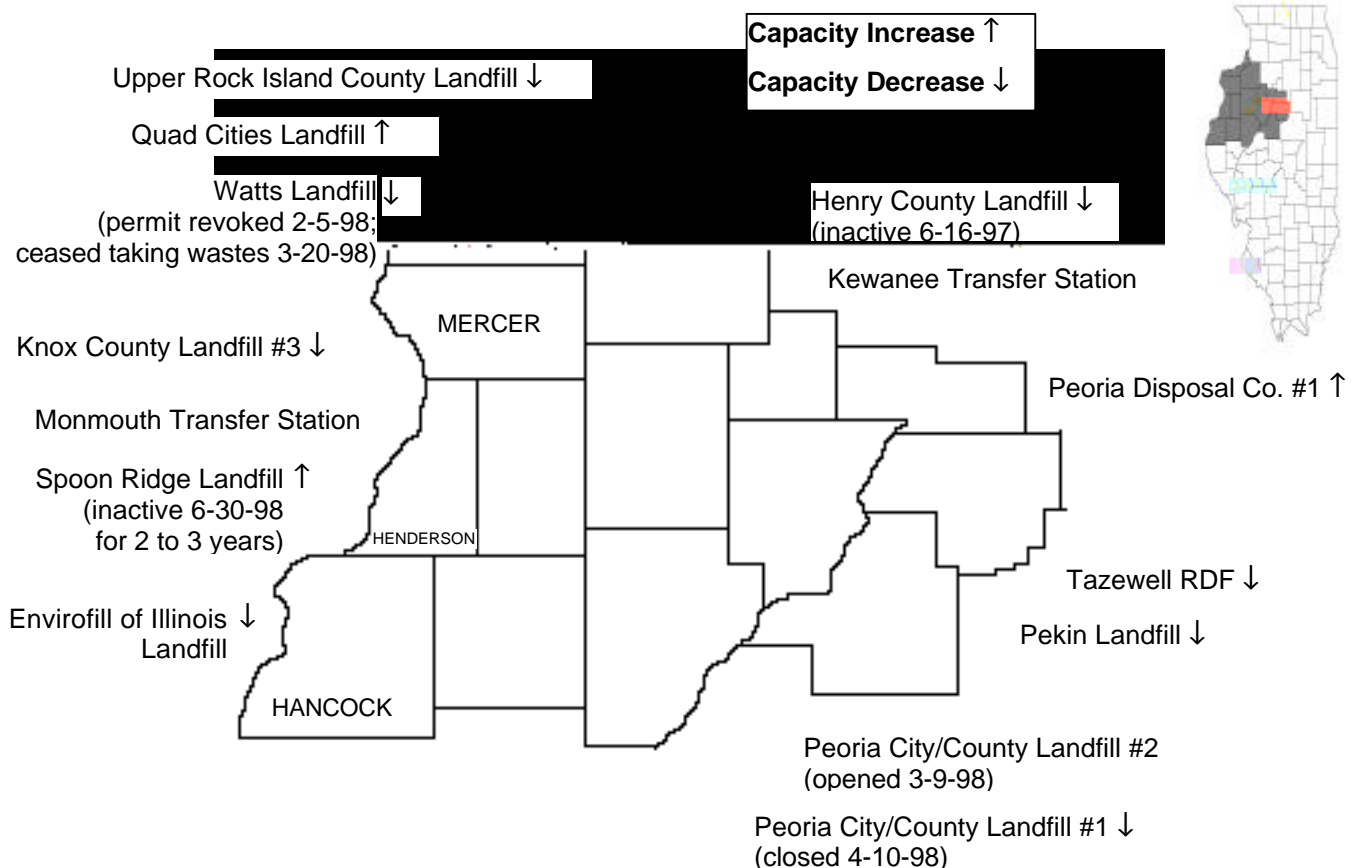 Capacity Increase ↑
Capacity Decrease ↓
Upper Rock Island County Landfill ↓
Quad Cities Landfill ↑
Watts Landfill ↓
(permit revoked 2-5-98;
ceased taking wastes 3-20-98)
Henry County Landfill ↓
(inactive 6-16-97)
Kewanee Transfer Station
MERCER
Knox County Landfill #3 ↓
Peoria Disposal Co. #1 ↑
Monmouth Transfer Station
Spoon Ridge Landfill ↑
(inactive 6-30-98
for 2 to 3 years)
HENDERSON
Tazewell RDF ↓
Envirofill of Illinois ↓
Landfill
Pekin Landfill ↓
HANCOCK
Peoria City/County Landfill #2
(opened 3-9-98)
Peoria City/County Landfill #1 ↓
(closed 4-10-98)